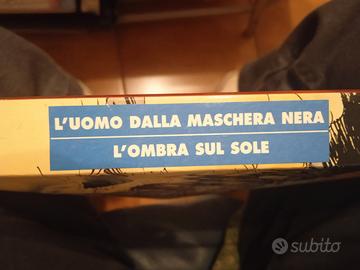 L'UOMO DALLA MASCHERA NERA
L'OMBRA SUL SOLE
subito